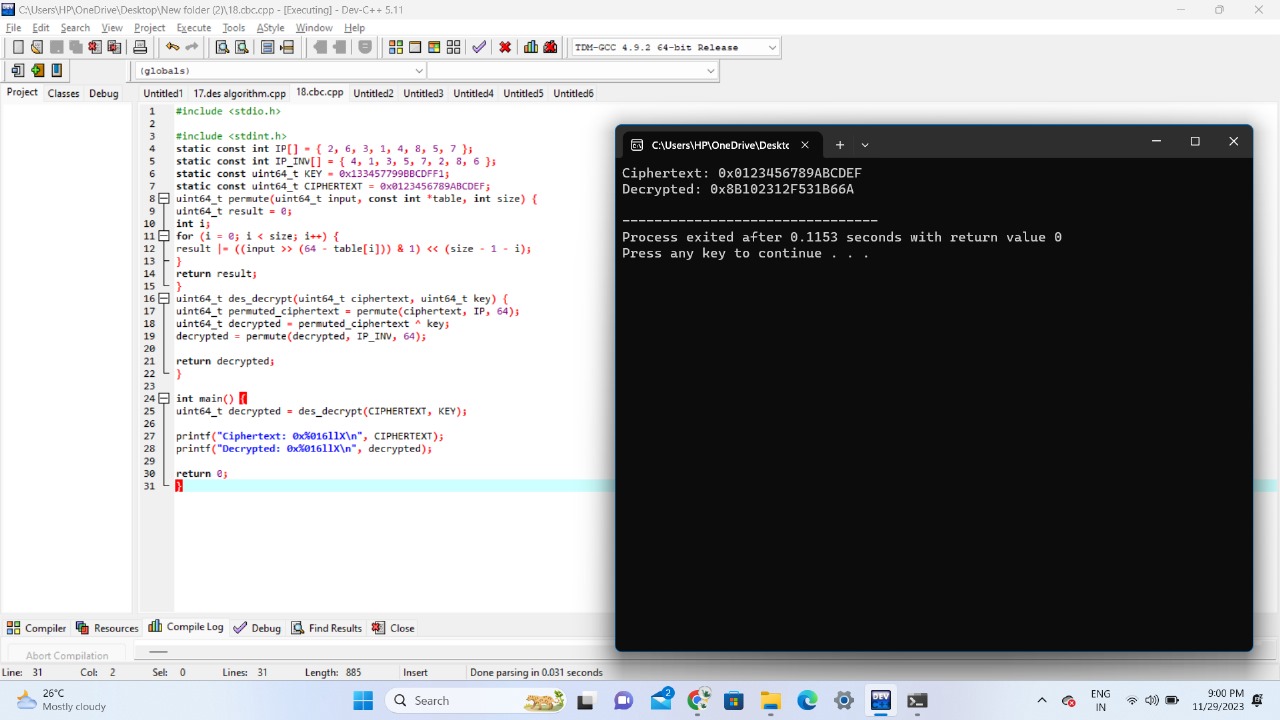 C:\Users\HP\OneDrive\Desktop\New folder (2)\18.cbc.cpp - [Executing] - Dev-C++ 5.11
File Edit Search View Project Execute Tools AStyle Window Help
TDM-GCC 4.9.2 64-bit Release
(globals)
Project Classes Debug
Untitled1 17.des algorithm.cpp 18.cbc.cpp Untitled2 Untitled3 Untitled4 Untitled5 Untitled6
1 #include <stdio.h>
2
3 #include <stdint.h>
4 static const int IP[] = { 2, 6, 3, 1, 4, 8, 5, 7 };
5 static const int IP_INV[] = { 4, 1, 3, 5, 7, 2, 8, 6 };
6 static const uint64_t KEY = 0x133457799BBCDFF1;
7 static const uint64_t CIPHERTEXT = 0x0123456789ABCDEF;
8 uint64_t permute(uint64_t input, const int *table, int size) {
9 uint64_t result = 0;
10 int i;
11 for (i = 0; i < size; i++) {
12 result |= ((input >> (64 - table[i])) & 1) << (size - 1 - i);
13 }
14 return result;
15 }
16 uint64_t des_decrypt(uint64_t ciphertext, uint64_t key) {
17 uint64_t permuted_ciphertext = permute(ciphertext, IP, 64);
18 uint64_t decrypted = permuted_ciphertext ^ key;
19 decrypted = permute(decrypted, IP_INV, 64);
20
21 return decrypted;
22 }
23
24 int main() {
25 uint64_t decrypted = des_decrypt(CIPHERTEXT, KEY);
26
27 printf("Ciphertext: 0x%016llX\n", CIPHERTEXT);
28 printf("Decrypted: 0x%016llX\n", decrypted);
29
30 return 0;
31 }
C:\Users\HP\OneDrive\Deskto
Ciphertext: 0x0123456789ABCDEF
Decrypted: 0x8B102312F531B66A
--------------------------------
Process exited after 0.1153 seconds with return value 0
Press any key to continue . . .
Compiler Resources Compile Log Debug Find Results Close
Abort Compilation
Line: 31 Col: 2 Sel: 0 Lines: 31 Length: 885 Insert Done parsing in 0.031 seconds
26°C
Mostly cloudy
Search
2
DEV
ENG
IN
9:00 PM
11/29/2023